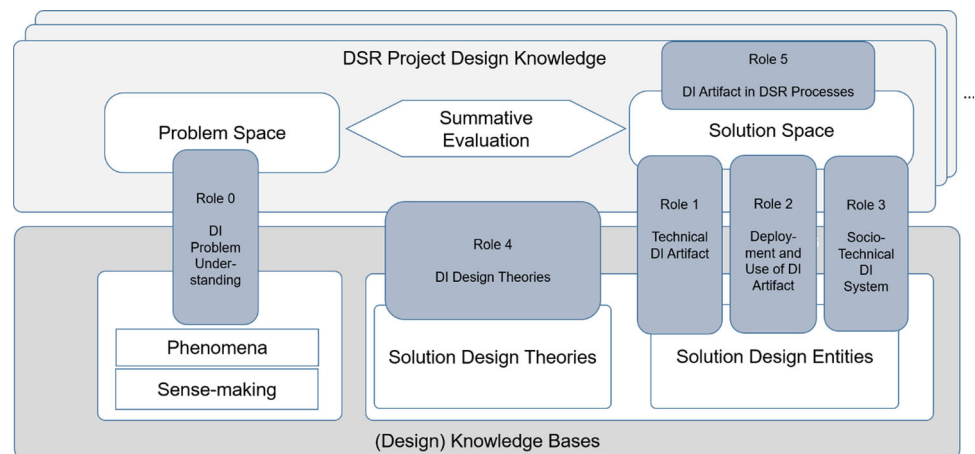 DSR Project Design Knowledge
Role 5
DI Artifact in DSR Processes
...
Problem Space
Summative
Evaluation
Solution Space
Role 0
DI
Problem
Under-
standing
Role 4
DI Design Theories
Role 1
Technical
DI Artifact
Role 2
Deploy-
ment and
Use of DI
Artifact
Role 3
Socio-
Technical
DI
System
Phenomena
Sense-making
Solution Design Theories
Solution Design Entities
(Design) Knowledge Bases